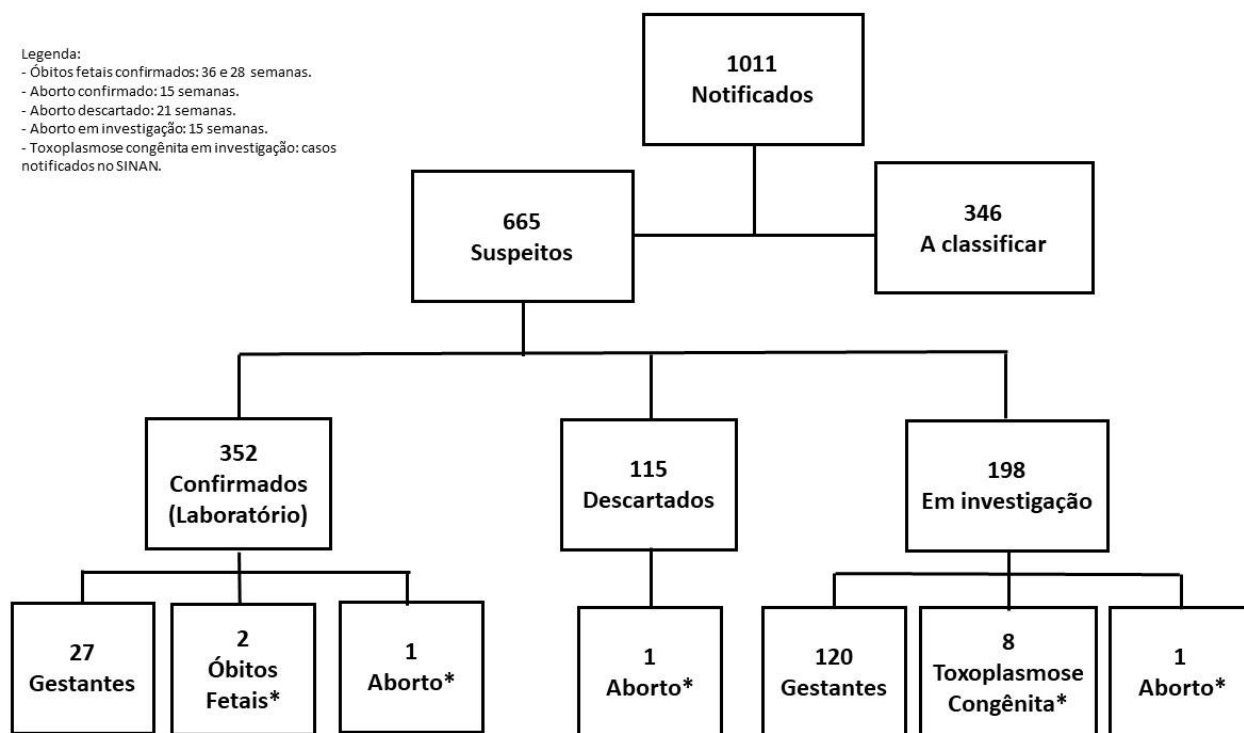 Legenda:
- Óbitos fetais confirmados: 36 e 28 semanas.
- Aborto confirmado: 15 semanas.
- Aborto descartado: 21 semanas.
- Aborto em investigação: 15 semanas.
- Toxoplasmose congênita em investigação: casos
notificados no SINAN.
1011
Notificados
665
Suspeitos
346
A classificar
352
Confirmados
(Laboratório)
115
Descartados
198
Em investigação
27
Gestantes
2
Óbitos
Fetais*
1
Aborto*
1
Aborto*
120
Gestantes
8
Toxoplasmose
Congênita*
1
Aborto*